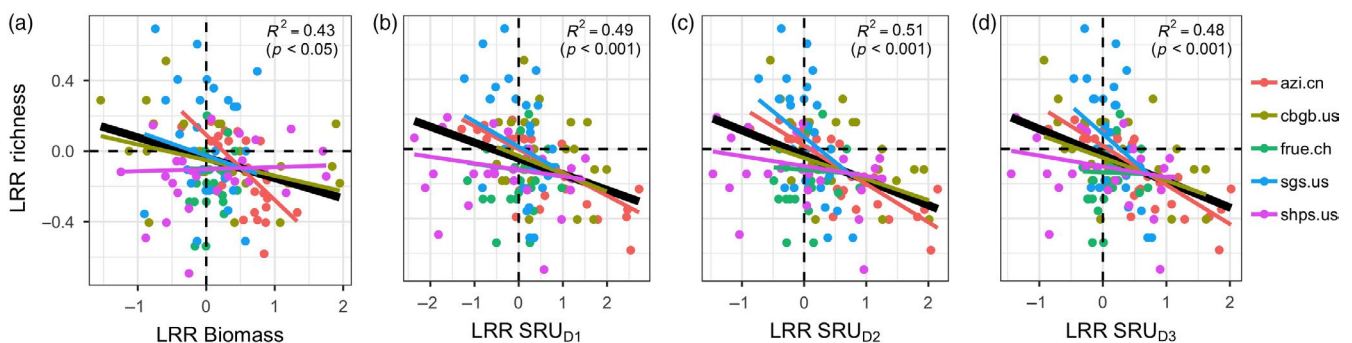 (a)
R² = 0.43
(p < 0.05)
LRR richness
0.4
0.0
−0.4
−1
0
1
2
LRR Biomass
(b)
R² = 0.49
(p < 0.001)
−2
−1
0
1
2
LRR SRU_D1
(c)
R² = 0.51
(p < 0.001)
−1
0
1
2
LRR SRU_D2
(d)
R² = 0.48
(p < 0.001)
−1
0
1
2
LRR SRU_D3
azi.cn
cbgb.us
frue.ch
sgs.us
shps.us